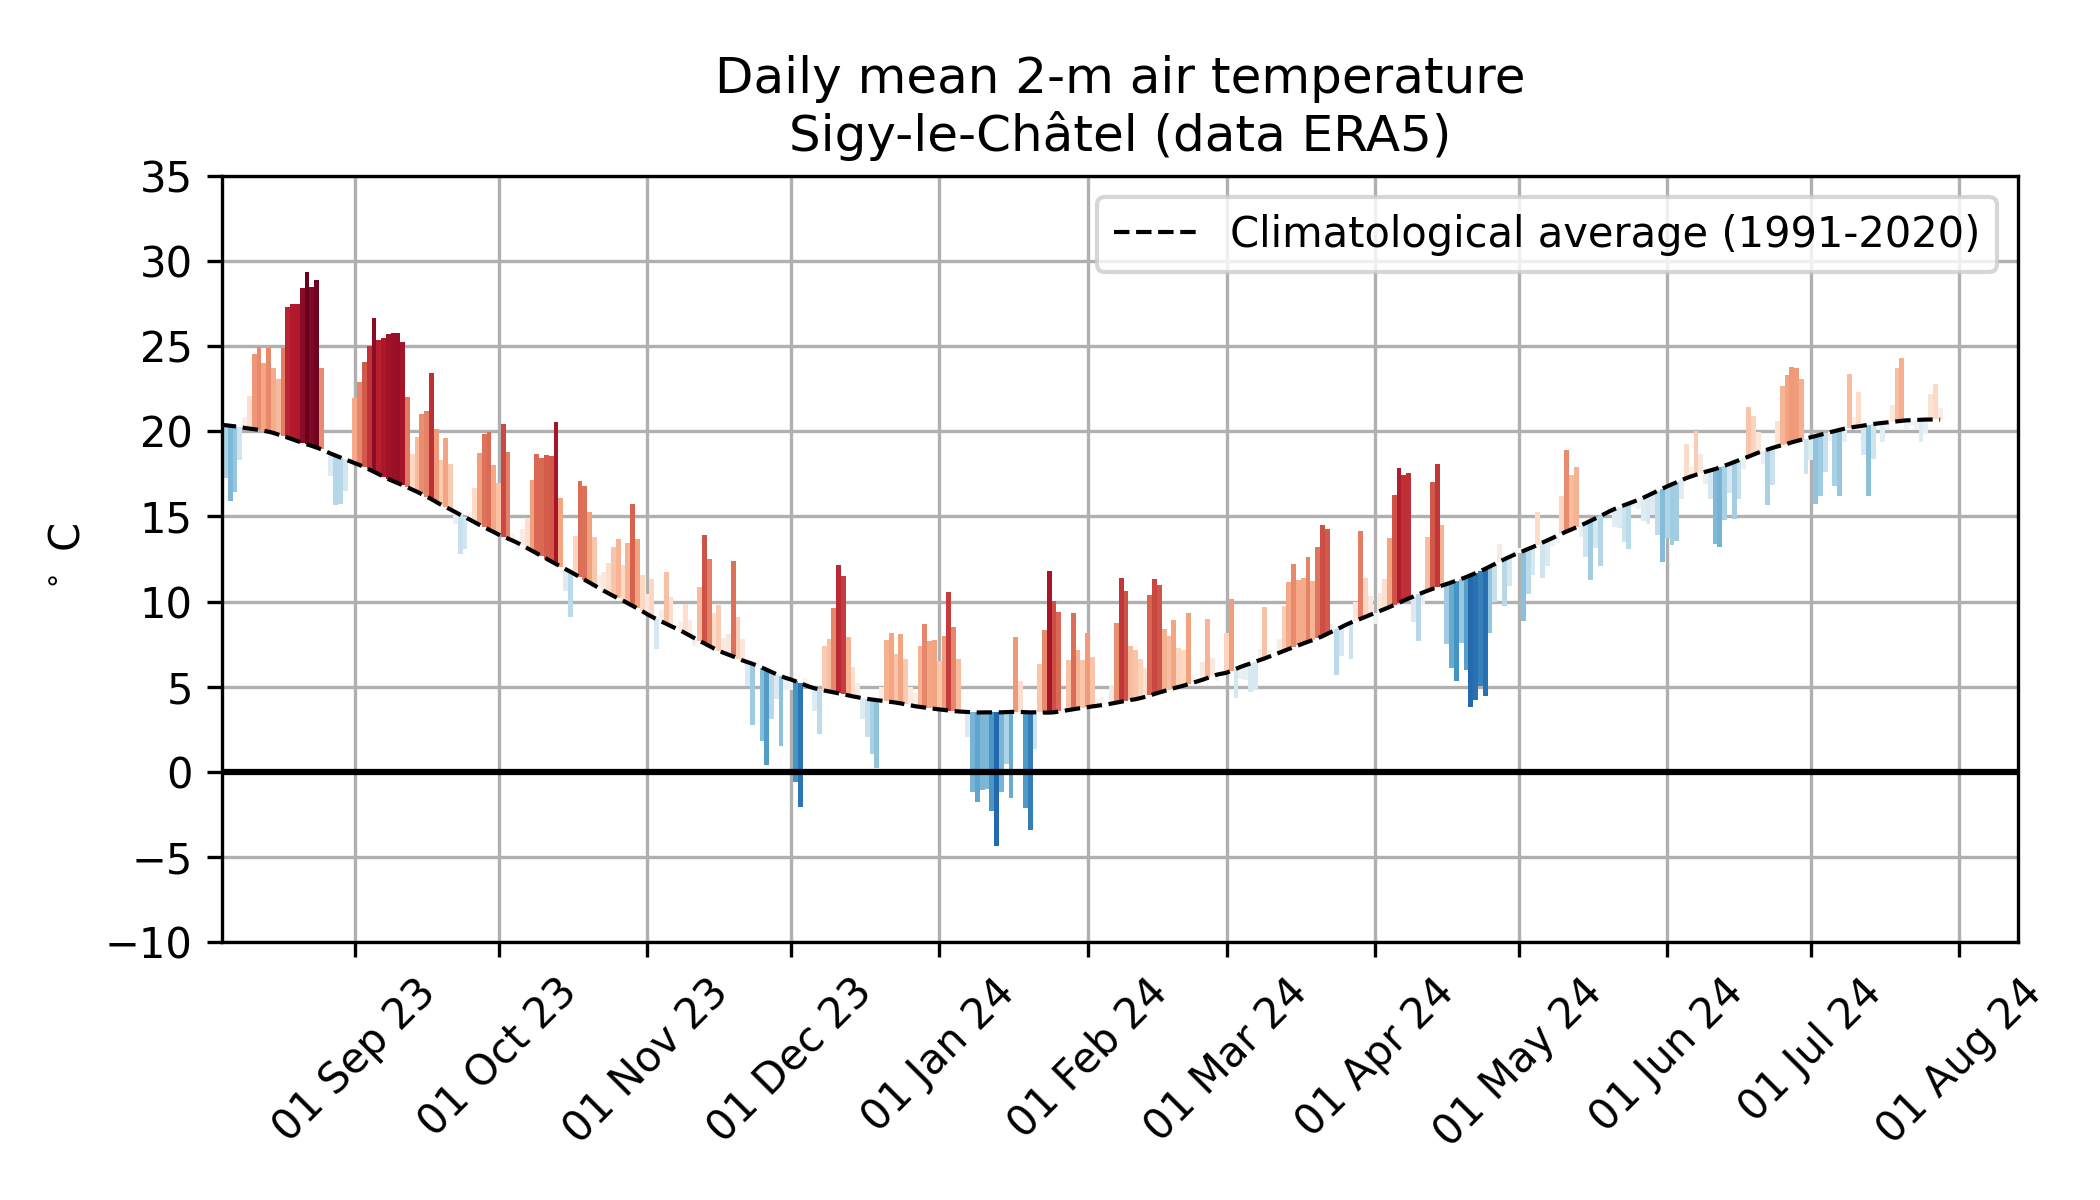 Daily mean 2-m air temperature
Sigy-le-Châtel (data ERA5)
35
30
25
20
15
10
5
0
−5
−10
° C
Climatological average (1991-2020)
01 Sep 23
01 Oct 23
01 Nov 23
01 Dec 23
01 Jan 24
01 Feb 24
01 Mar 24
01 Apr 24
01 May 24
01 Jun 24
01 Jul 24
01 Aug 24